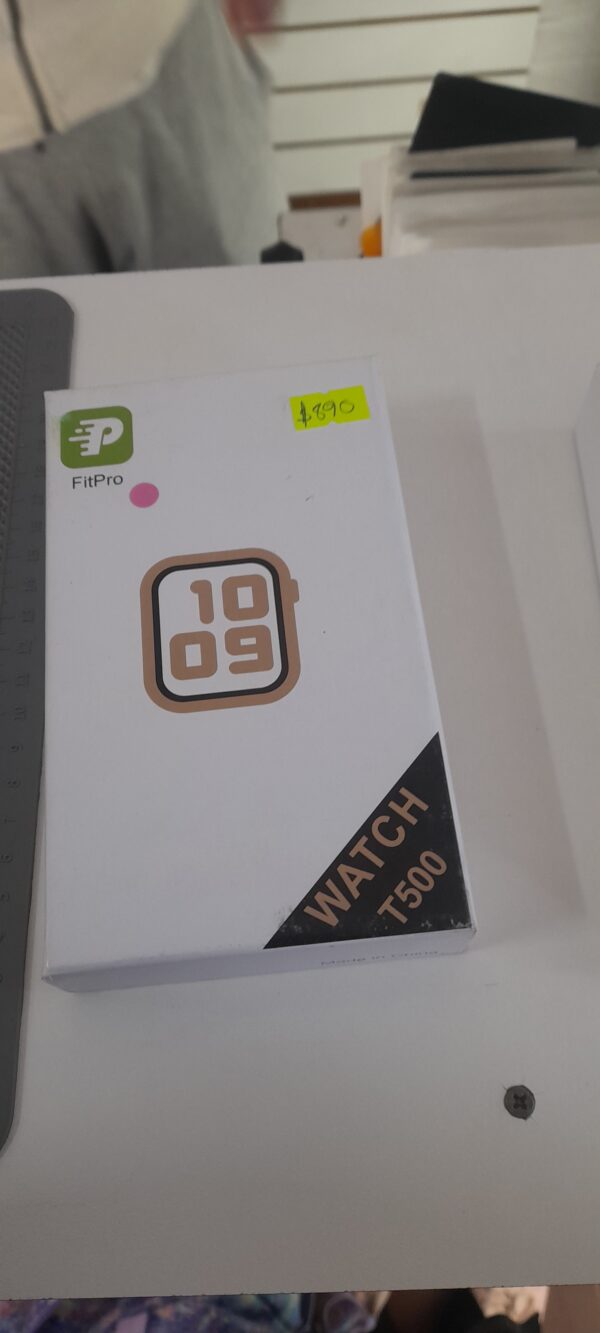 $890
FitPro
10
09
WATCH
T500
Made in China